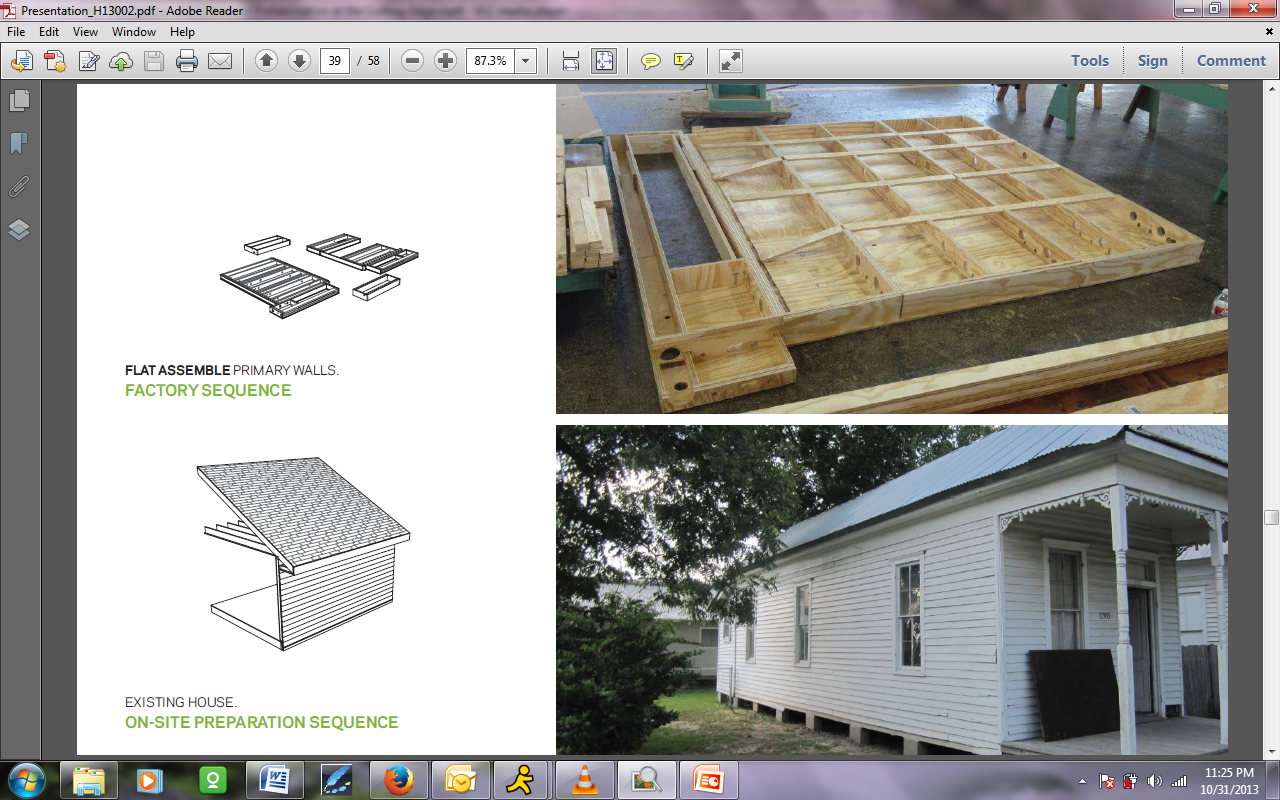 Presentation_H13002.pdf - Adobe Reader
File Edit View Window Help
39 / 58
87.3%
Tools Sign Comment
FLAT ASSEMBLE PRIMARY WALLS.
FACTORY SEQUENCE
EXISTING HOUSE.
ON-SITE PREPARATION SEQUENCE
11:25 PM
10/31/2013